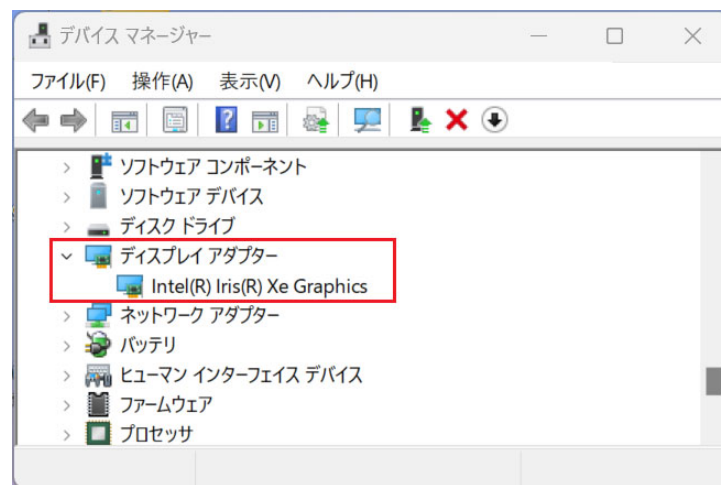 デバイス マネージャー
ファイル(F) 操作(A) 表示(V) ヘルプ(H)
ソフトウェア コンポーネント
ソフトウェア デバイス
ディスク ドライブ
ディスプレイ アダプター
Intel(R) Iris(R) Xe Graphics
ネットワーク アダプター
バッテリ
ヒューマン インターフェイス デバイス
ファームウェア
プロセッサ